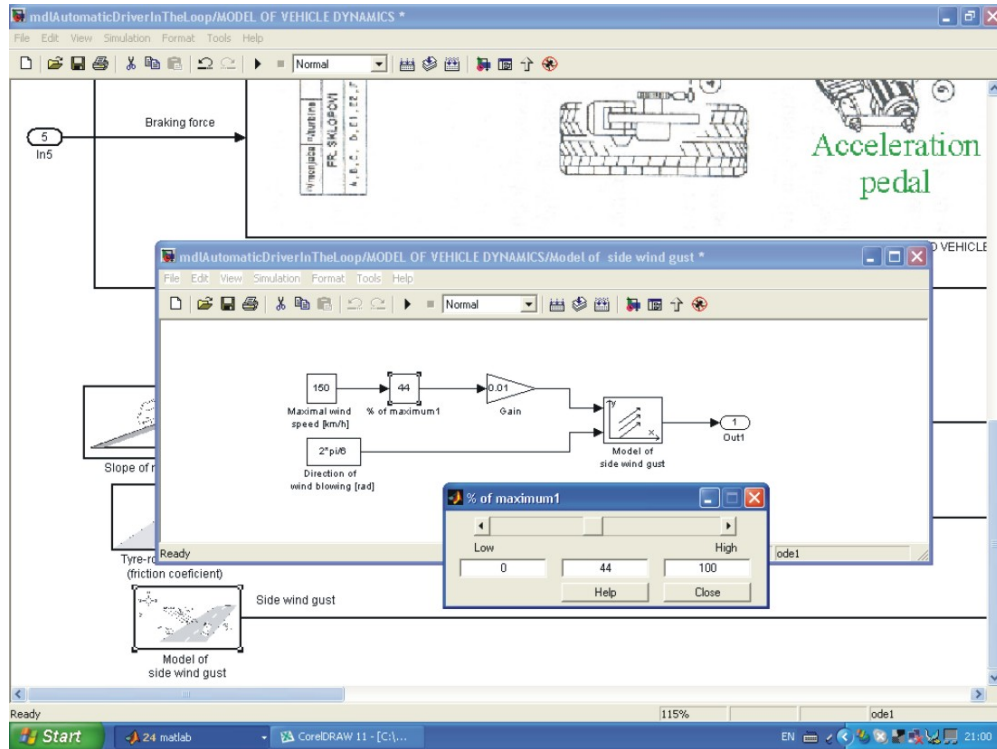 mdlAutomaticDriverInTheLoop/MODEL OF VEHICLE DYNAMICS *
File Edit View Simulation Format Tools Help
Normal
Braking force
5
In5
FR. SKLOPOVI
A, B, C, D, E1, E2, F
Acceleration
pedal
VEHICLE
mdlAutomaticDriverInTheLoop/MODEL OF VEHICLE DYNAMICS/Model of side wind gust *
File Edit View Simulation Format Tools Help
Normal
150
44
0.01
Maximal wind
speed [km/h]
% of maximum1
Gain
2*pi/6
Direction of
wind blowing [rad]
y
x
Model of
side wind gust
1
Out1
Slope of
% of maximum1
Low
High
0
44
100
Help
Close
Ready
ode1
(friction coeficient)
Side wind gust
Model of
side wind gust
Ready
115%
ode1
Start
24 matlab
CorelDRAW 11 - [C:\...
EN
21:00